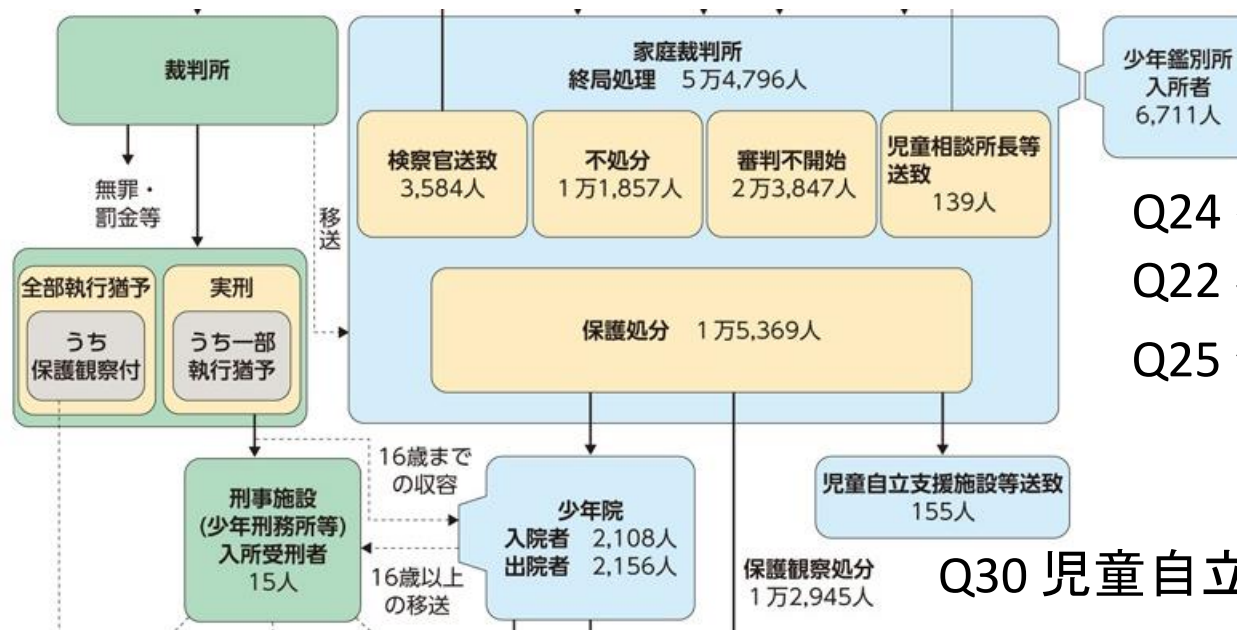 裁判所
無罪・
罰金等
移送
全部執行猶予
うち
保護観察付
実刑
うち一部
執行猶予
家庭裁判所
終局処理 5万4,796人
検察官送致
3,584人
不処分
1万1,857人
審判不開始
2万3,847人
児童相談所長等
送致
139人
保護処分 1万5,369人
少年鑑別所
入所者
6,711人
Q24
Q22
Q25
刑事施設
(少年刑務所等)
入所受刑者
15人
16歳まで
の収容
16歳以上
の移送
少年院
入院者 2,108人
出院者 2,156人
保護観察処分
1万2,945人
児童自立支援施設等送致
155人
Q30 児童自立